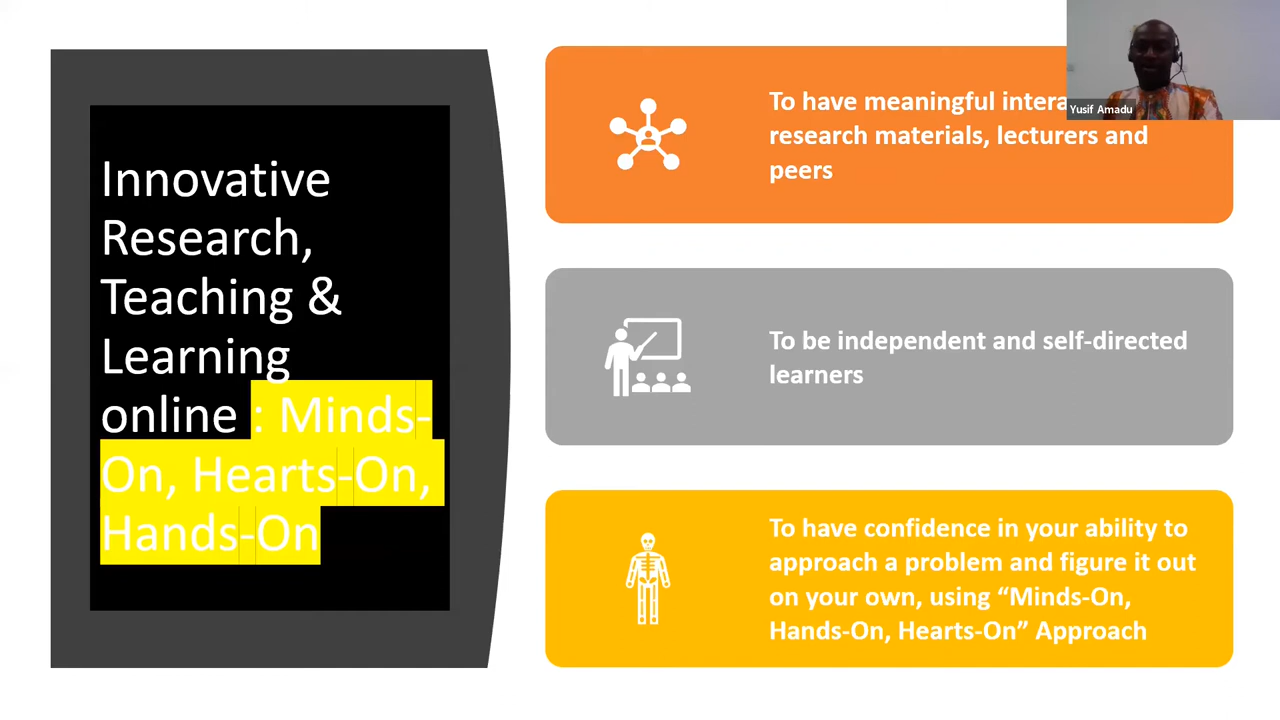 Innovative
Research,
Teaching &
Learning
online : Minds-
On, Hearts-On,
Hands-On
To have meaningful
research materials, lecturers and
peers
To be independent and self-directed
learners
To have confidence in your ability to
approach a problem and figure it out
on your own, using “Minds-On,
Hands-On, Hearts-On” Approach
Yusif Amadu